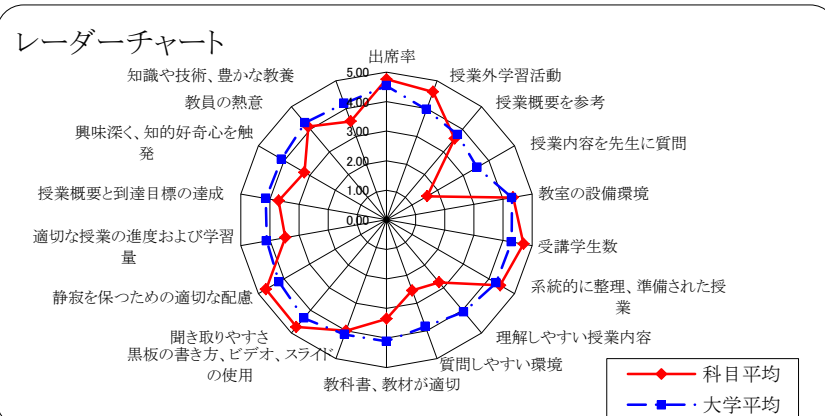 レーダーチャート
出席率
授業外学習活動
授業概要を参考
授業内容を先生に質問
教室の設備環境
受講学生数
系統的に整理、準備された授
業
理解しやすい授業内容
質問しやすい環境
教科書、教材が適切
黒板の書き方、ビデオ、スライド
の使用
聞き取りやすさ
静寂を保つための適切な配慮
適切な授業の進度および学習
量
授業概要と到達目標の達成
興味深く、知的好奇心を触
発
教員の熱意
知識や技術、豊かな教養
5.00
4.00
3.00
2.00
1.00
0.00
科目平均
大学平均